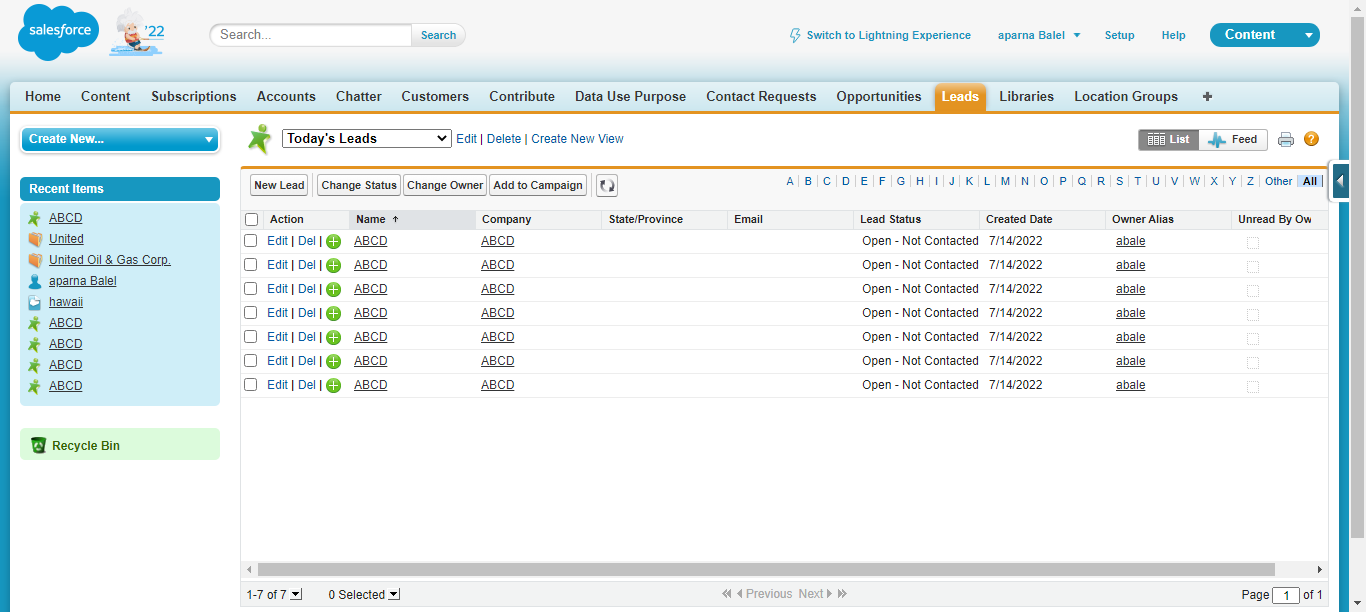 salesforce '22 Search... Search Switch to Lightning Experience aparna Balel Setup Help Content
Home Content Subscriptions Accounts Chatter Customers Contribute Data Use Purpose Contact Requests Opportunities Leads Libraries Location Groups +
Create New...
Today's Leads Edit | Delete | Create New View List Feed ?
Recent Items
ABCD
United
United Oil & Gas Corp.
aparna Balel
hawaii
ABCD
ABCD
ABCD
ABCD
Recycle Bin
New Lead Change Status Change Owner Add to Campaign A | B | C | D | E | F | G | H | I | J | K | L | M | N | O | P | Q | R | S | T | U | V | W | X | Y | Z | Other | All |
Action Name Company State/Province Email Lead Status Created Date Owner Alias Unread By Ow
Edit | Del | ABCD ABCD Open - Not Contacted 7/14/2022 abale
Edit | Del | ABCD ABCD Open - Not Contacted 7/14/2022 abale
Edit | Del | ABCD ABCD Open - Not Contacted 7/14/2022 abale
Edit | Del | ABCD ABCD Open - Not Contacted 7/14/2022 abale
Edit | Del | ABCD ABCD Open - Not Contacted 7/14/2022 abale
Edit | Del | ABCD ABCD Open - Not Contacted 7/14/2022 abale
Edit | Del | ABCD ABCD Open - Not Contacted 7/14/2022 abale
1-7 of 7 0 Selected Previous Next Page 1 of 1